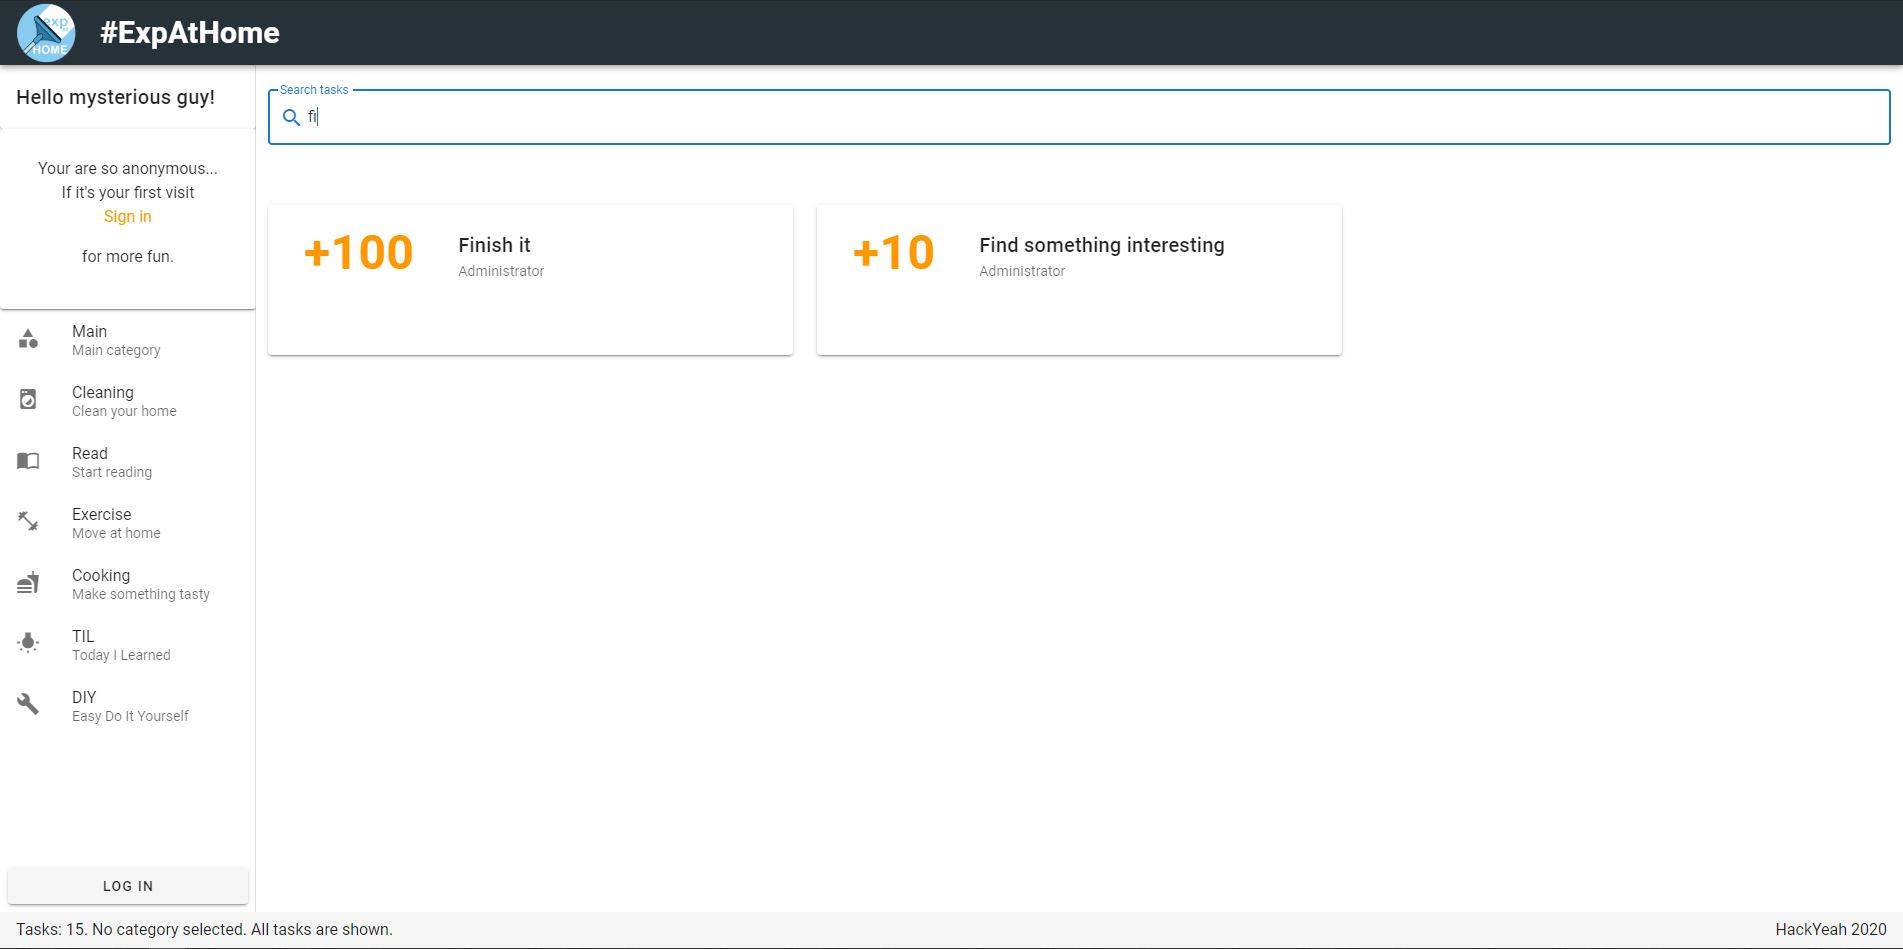 exp
HOME
#ExpAtHome
Hello mysterious guy!
Your are so anonymous...
If it's your first visit
Sign in
for more fun.
Main
Main category
Cleaning
Clean your home
Read
Start reading
Exercise
Move at home
Cooking
Make something tasty
TIL
Today I Learned
DIY
Easy Do It Yourself
LOG IN
Search tasks
fi
+100
Finish it
Administrator
+10
Find something interesting
Administrator
Tasks: 15. No category selected. All tasks are shown.
HackYeah 2020